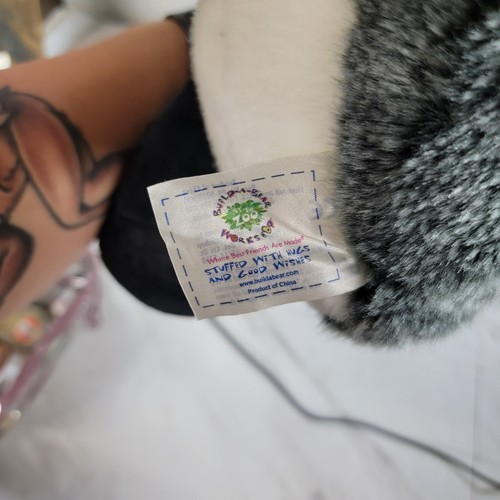 BUILD-A-BEAR
ZOO
WORKSHOP
Where Best Friends Are Made®
STUFFED WITH HUGS
AND GOOD WISHES
www.buildabear.com
Product of China